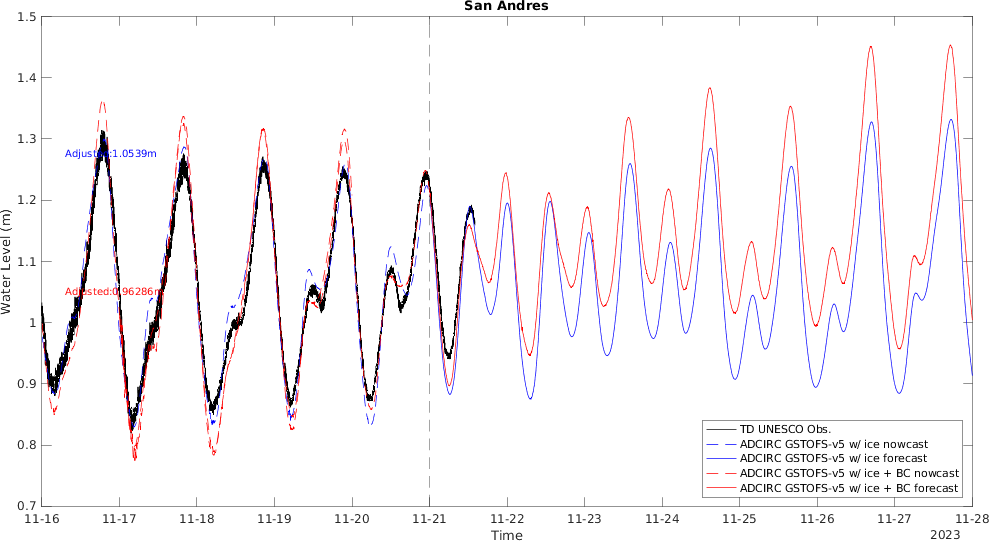 San Andres
1.5
1.4
1.3
1.2
1.1
1
0.9
0.8
0.7
Water Level (m)
Adjusted:1.0539m
Adjusted:0.96286m
TD UNESCO Obs.
ADCIRC GSTOFS-v5 w/ ice nowcast
ADCIRC GSTOFS-v5 w/ ice forecast
ADCIRC GSTOFS-v5 w/ ice + BC nowcast
ADCIRC GSTOFS-v5 w/ ice + BC forecast
11-16 11-17 11-18 11-19 11-20 11-21 11-22 11-23 11-24 11-25 11-26 11-27 11-28
Time
2023